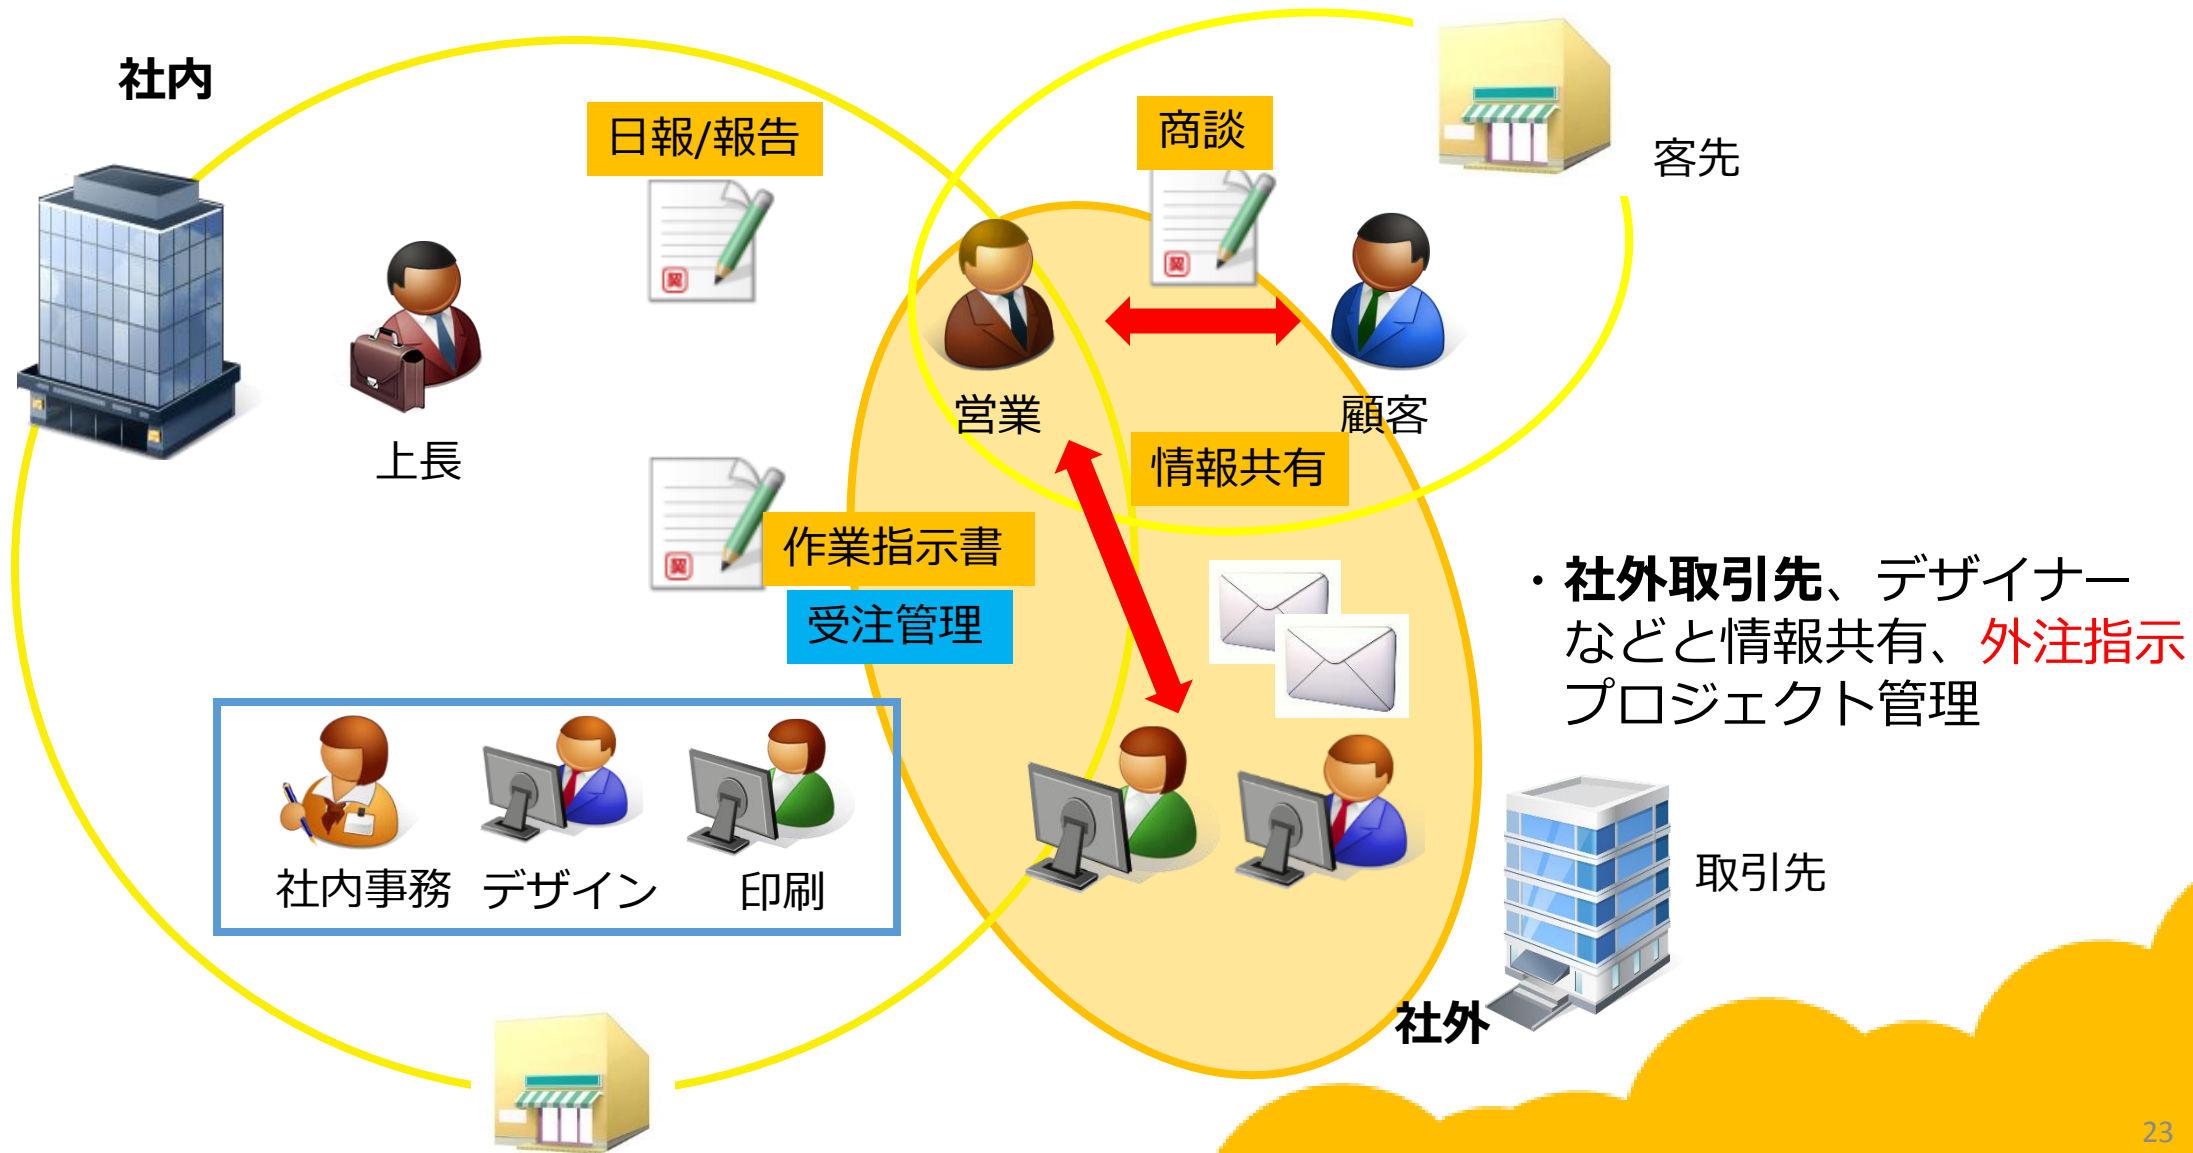 社内
日報/報告
商談
客先
上長
営業
顧客
情報共有
作業指示書
受注管理
・社外取引先、デザイナー
などと情報共有、外注指示
プロジェクト管理
社内事務
デザイン
印刷
取引先
社外
23